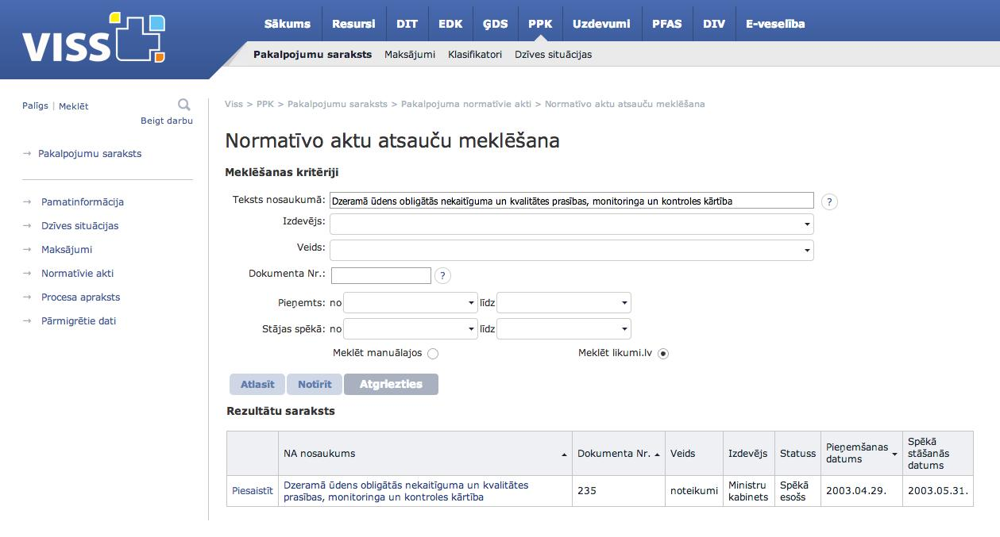 VISS
Sākums Resursi DIT EDK ĢDS PPK Uzdevumi PFAS DIV E-veselība
Pakalpojumu saraksts Maksājumi Klasifikatori Dzīves situācijas
Palīgs | Meklēt
Beigt darbu
→ Pakalpojumu saraksts
→ Pamatinformācija
→ Dzīves situācijas
→ Maksājumi
→ Normatīvie akti
→ Procesa apraksts
→ Pārmigrētie dati
Viss > PPK > Pakalpojumu saraksts > Pakalpojuma normatīvie akti > Normatīvo aktu atsauču meklēšana
Normatīvo aktu atsauču meklēšana
Meklēšanas kritēriji
Teksts nosaukumā: Dzeramā ūdens obligātās nekaitīguma un kvalitātes prasības, monitoringa un kontroles kārtība ?
Izdevējs:
Veids:
Dokumenta Nr.: ?
Pieņemts: no līdz
Stājas spēkā: no līdz
Meklēt manuālajos Meklēt likumi.lv
Atlasīt Notīrīt Atgriezties
Rezultātu saraksts
NA nosaukums Dokumenta Nr. Veids Izdevējs Statuss Pieņemšanas datums Spēkā stāšanās datums
Piesaistīt Dzeramā ūdens obligātās nekaitīguma un kvalitātes prasības, monitoringa un kontroles kārtība 235 noteikumi Ministru kabinets Spēkā esošs 2003.04.29. 2003.05.31.